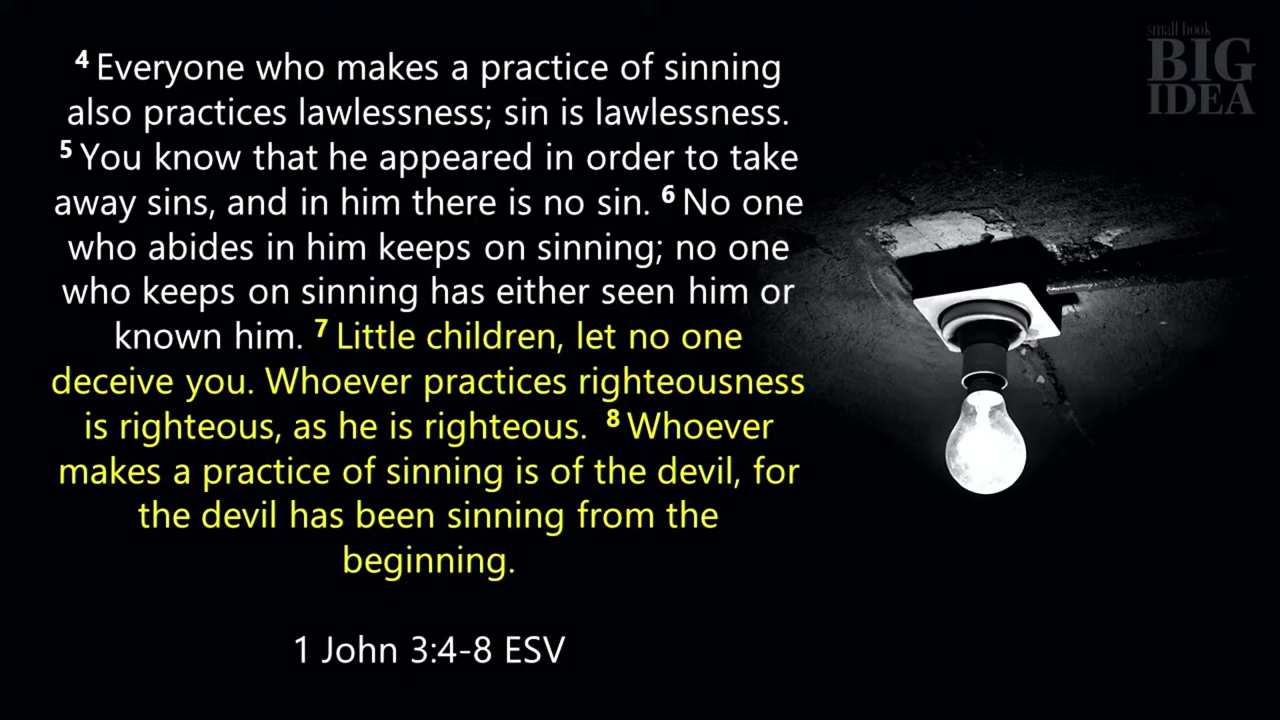 small book
BIG
IDEA
4 Everyone who makes a practice of sinning
also practices lawlessness; sin is lawlessness.
5 You know that he appeared in order to take
away sins, and in him there is no sin. 6 No one
who abides in him keeps on sinning; no one
who keeps on sinning has either seen him or
known him. 7 Little children, let no one
deceive you. Whoever practices righteousness
is righteous, as he is righteous. 8 Whoever
makes a practice of sinning is of the devil, for
the devil has been sinning from the
beginning.
1 John 3:4-8 ESV